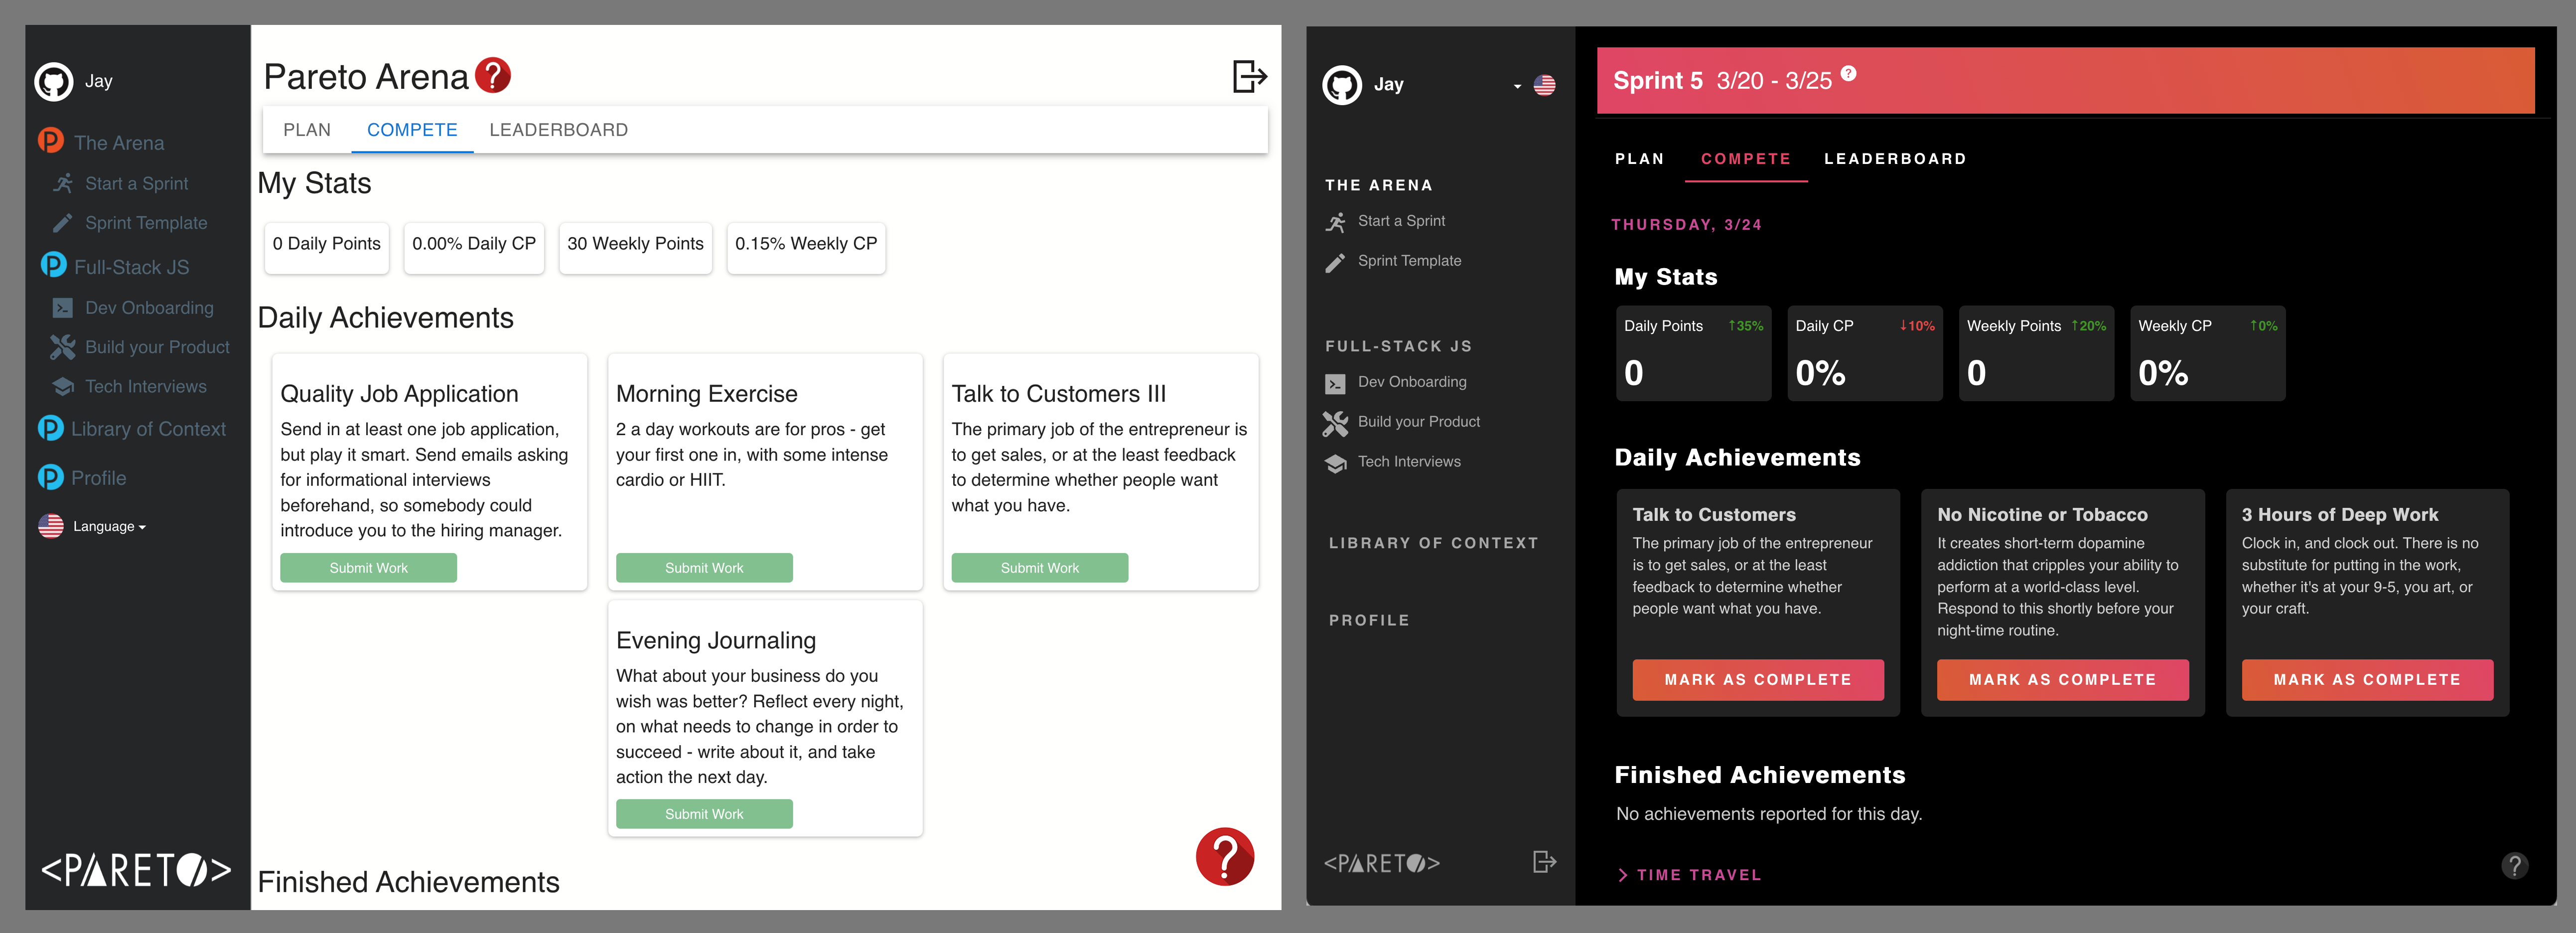 Jay
The Arena
Start a Sprint
Sprint Template
Full-Stack JS
Dev Onboarding
Build your Product
Tech Interviews
Library of Context
Profile
Language
<PARETO>
Pareto Arena ?
PLAN COMPETE LEADERBOARD
My Stats
0 Daily Points 0.00% Daily CP 30 Weekly Points 0.15% Weekly CP
Daily Achievements
Quality Job Application
Send in at least one job application,
but play it smart. Send emails asking
for informational interviews
beforehand, so somebody could
introduce you to the hiring manager.
Submit Work
Morning Exercise
2 a day workouts are for pros - get
your first one in, with some intense
cardio or HIIT.
Submit Work
Talk to Customers III
The primary job of the entrepreneur is
to get sales, or at the least feedback
to determine whether people want
what you have.
Submit Work
Evening Journaling
What about your business do you
wish was better? Reflect every night,
on what needs to change in order to
succeed - write about it, and take
action the next day.
Submit Work
Finished Achievements
?
Jay
THE ARENA
Start a Sprint
Sprint Template
FULL-STACK JS
Dev Onboarding
Build your Product
Tech Interviews
LIBRARY OF CONTEXT
PROFILE
<PARETO>
Sprint 5 3/20 - 3/25 ?
PLAN COMPETE LEADERBOARD
THURSDAY, 3/24
My Stats
Daily Points ↑35%
0
Daily CP ↓10%
0%
Weekly Points ↑20%
0
Weekly CP ↑0%
0%
Daily Achievements
Talk to Customers
The primary job of the entrepreneur
is to get sales, or at the least
feedback to determine whether
people want what you have.
MARK AS COMPLETE
No Nicotine or Tobacco
It creates short-term dopamine
addiction that cripples your ability to
perform at a world-class level.
Respond to this shortly before your
night-time routine.
MARK AS COMPLETE
3 Hours of Deep Work
Clock in, and clock out. There is no
substitute for putting in the work,
whether it's at your 9-5, you art, or
your craft.
MARK AS COMPLETE
Finished Achievements
No achievements reported for this day.
> TIME TRAVEL
?